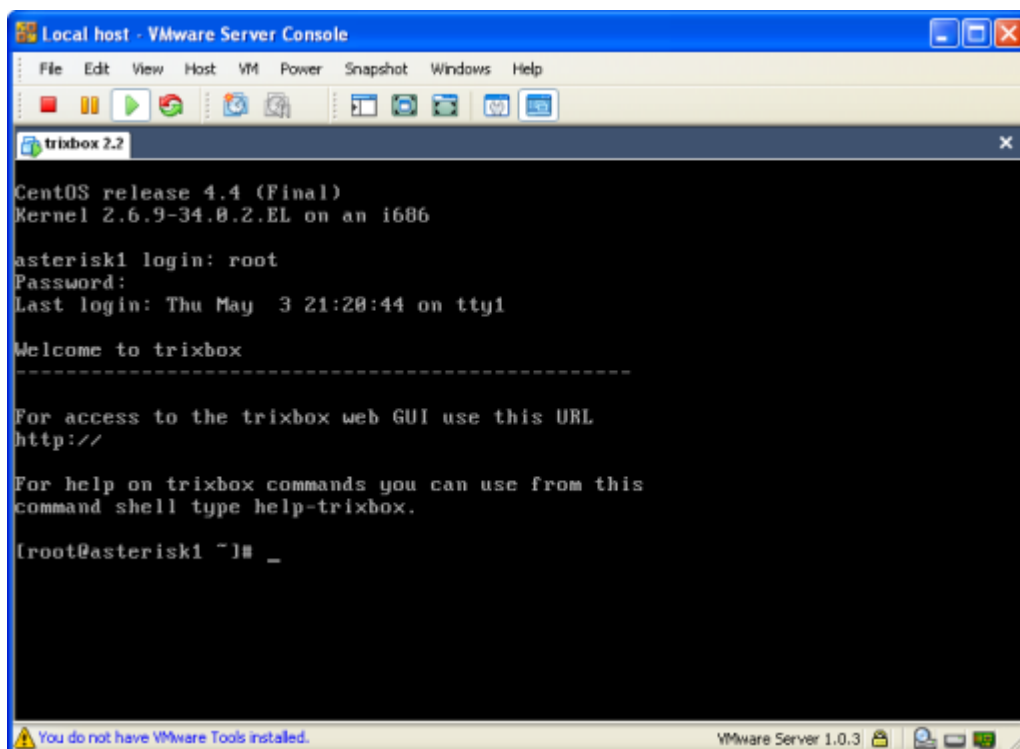 Local host - VMware Server Console
File Edit View Host VM Power Snapshot Windows Help
trixbox 2.2
CentOS release 4.4 (Final)
Kernel 2.6.9-34.0.2.EL on an i686
asterisk1 login: root
Password:
Last login: Thu May  3 21:20:44 on tty1
Welcome to trixbox
-------------------------------------------------
For access to the trixbox web GUI use this URL
http://
For help on trixbox commands you can use from this
command shell type help-trixbox.
[root@asterisk1 ~]# _
You do not have VMware Tools installed. VMware Server 1.0.3